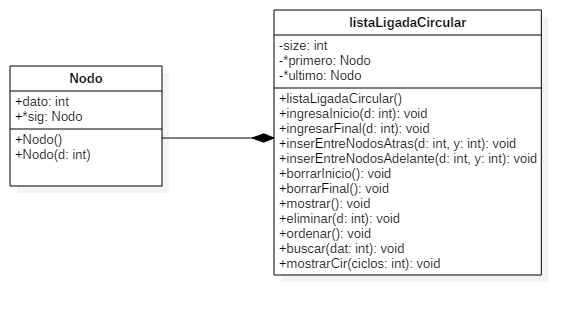 Nodo
+dato: int
+*sig: Nodo
+Nodo()
+Nodo(d: int)
listaLigadaCircular
-size: int
-*primero: Nodo
-*ultimo: Nodo
+listaLigadaCircular()
+ingresaInicio(d: int): void
+ingresarFinal(d: int): void
+inserEntreNodosAtras(d: int, y: int): void
+inserEntreNodosAdelante(d: int, y: int): void
+borrarInicio(): void
+borrarFinal(): void
+mostrar(): void
+eliminar(d: int): void
+ordenar(): void
+buscar(dat: int): void
+mostrarCir(ciclos: int): void